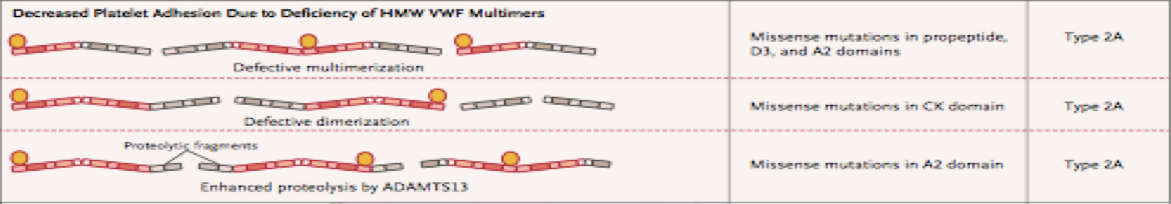 Decreased Platelet Adhesion Due to Deficiency of HMW VWF Multimers
Defective multimerization
Missense mutations in propeptide,
D3, and A2 domains
Type 2A
Defective dimerization
Missense mutations in CK domain
Type 2A
Proteolytic fragments
Enhanced proteolysis by ADAMTS13
Missense mutations in A2 domain
Type 2A